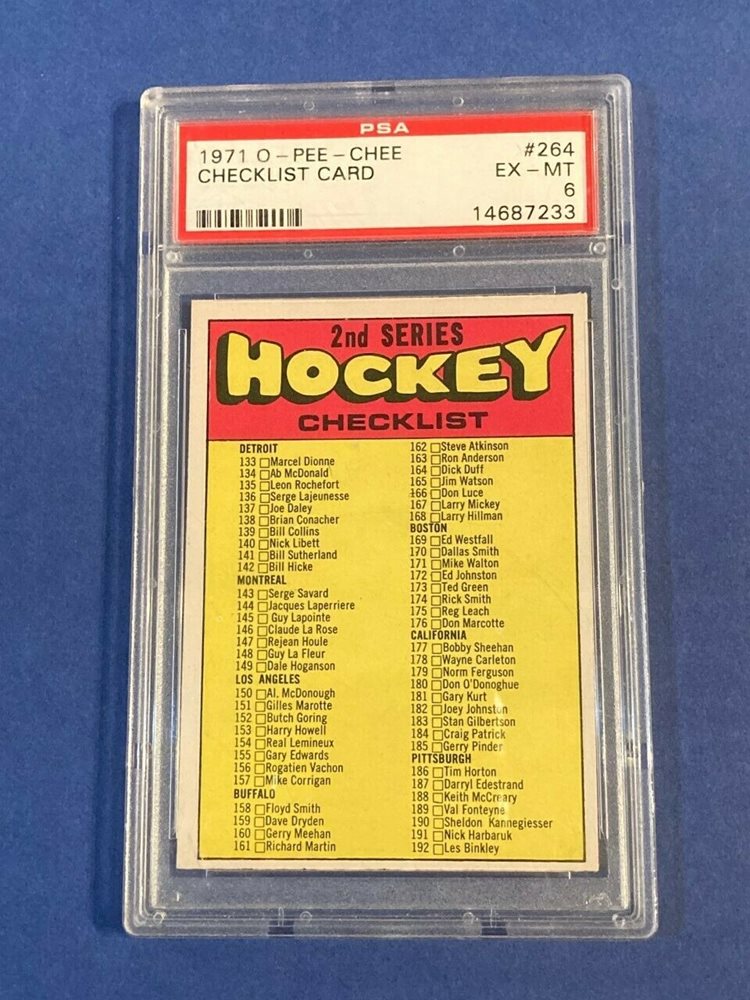 PSA
1971 O-PEE-CHEE #264
CHECKLIST CARD EX-MT
6
14687233
2nd SERIES
HOCKEY
CHECKLIST
DETROIT
133 Marcel Dionne
134 Ab McDonald
135 Leon Rochefort
136 Serge Lajeunesse
137 Joe Daley
138 Brian Conacher
139 Bill Collins
140 Nick Libett
141 Bill Sutherland
142 Bill Hicke
MONTREAL
143 Serge Savard
144 Jacques Laperriere
145 Guy Lapointe
146 Claude La Rose
147 Rejean Houle
148 Guy La Fleur
149 Dale Hoganson
LOS ANGELES
150 Al. McDonough
151 Gilles Marotte
152 Butch Goring
153 Harry Howell
154 Real Lemineux
155 Gary Edwards
156 Rogatien Vachon
157 Mike Corrigan
BUFFALO
158 Floyd Smith
159 Dave Dryden
160 Gerry Meehan
161 Richard Martin
162 Steve Atkinson
163 Ron Anderson
164 Dick Duff
165 Jim Watson
166 Don Luce
167 Larry Mickey
168 Larry Hillman
BOSTON
169 Ed Westfall
170 Dallas Smith
171 Mike Walton
172 Ed Johnston
173 Ted Green
174 Rick Smith
175 Reg Leach
176 Don Marcotte
CALIFORNIA
177 Bobby Sheehan
178 Wayne Carleton
179 Norm Ferguson
180 Don O'Donoghue
181 Gary Kurt
182 Joey Johnston
183 Stan Gilbertson
184 Craig Patrick
185 Gerry Pinder
PITTSBURGH
186 Tim Horton
187 Darryl Edestrand
188 Keith McCreary
189 Val Fonteyne
190 Sheldon Kannegiesser
191 Nick Harbaruk
192 Les Binkley